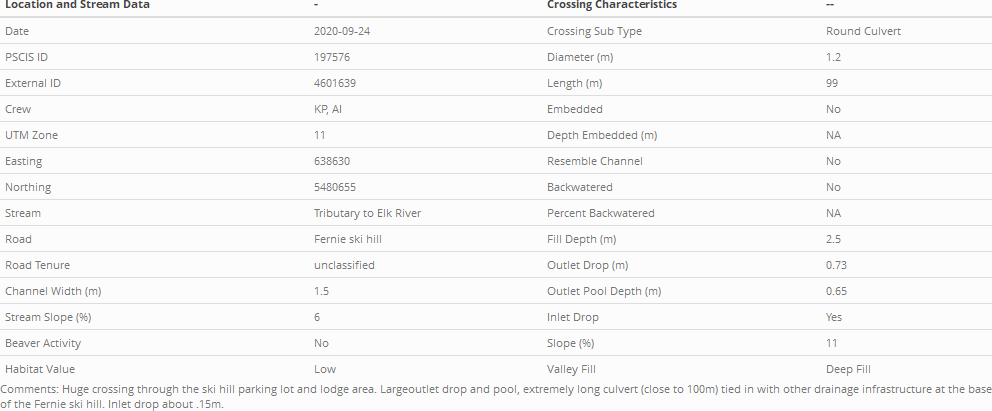 Location and Stream Data - Crossing Characteristics --
Date 2020-09-24 Crossing Sub Type Round Culvert
PSCIS ID 197576 Diameter (m) 1.2
External ID 4601639 Length (m) 99
Crew KP, AI Embedded No
UTM Zone 11 Depth Embedded (m) NA
Easting 638630 Resemble Channel No
Northing 5480655 Backwatered No
Stream Tributary to Elk River Percent Backwatered NA
Road Fernie ski hill Fill Depth (m) 2.5
Road Tenure unclassified Outlet Drop (m) 0.73
Channel Width (m) 1.5 Outlet Pool Depth (m) 0.65
Stream Slope (%) 6 Inlet Drop Yes
Beaver Activity No Slope (%) 11
Habitat Value Low Valley Fill Deep Fill
Comments: Huge crossing through the ski hill parking lot and lodge area. Largeoutlet drop and pool, extremely long culvert (close to 100m) tied in with other drainage infrastructure at the base
of the Fernie ski hill. Inlet drop about .15m.